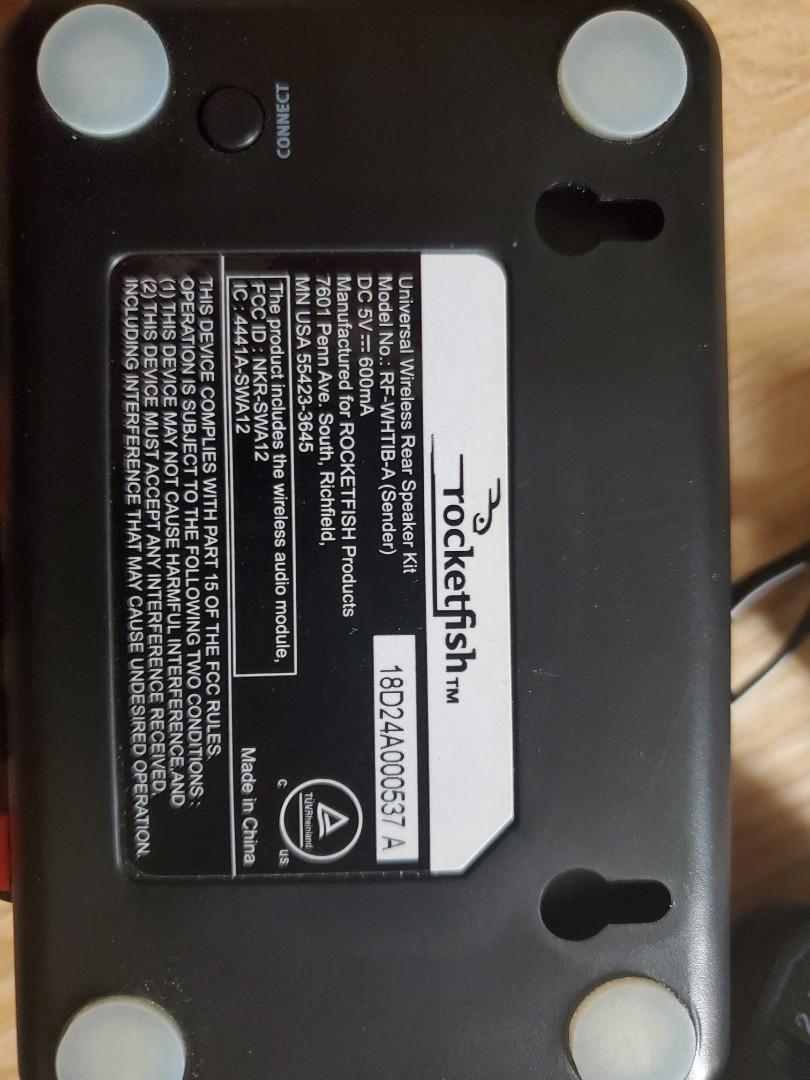 CONNECT
rocketfish™
Universal Wireless Rear Speaker Kit
Model No.: RF-WHTIB-A (Sender)
18D24A000537 A
DC 5V⎓ 600mA
Manufactured for ROCKETFISH Products
7601 Penn Ave. South, Richfield,
MN USA 55423-3645
The product includes the wireless audio module,
FCC ID : NKR-SWA12
IC : 4441A-SWA12
TÜVRheinland
C US
Made in China
THIS DEVICE COMPLIES WITH PART 15 OF THE FCC RULES.
OPERATION IS SUBJECT TO THE FOLLOWING TWO CONDITIONS :
(1) THIS DEVICE MAY NOT CAUSE HARMFUL INTERFERENCE,AND
(2) THIS DEVICE MUST ACCEPT ANY INTERFERENCE RECEIVED,
INCLUDING INTERFERENCE THAT MAY CAUSE UNDESIRED OPERATION.